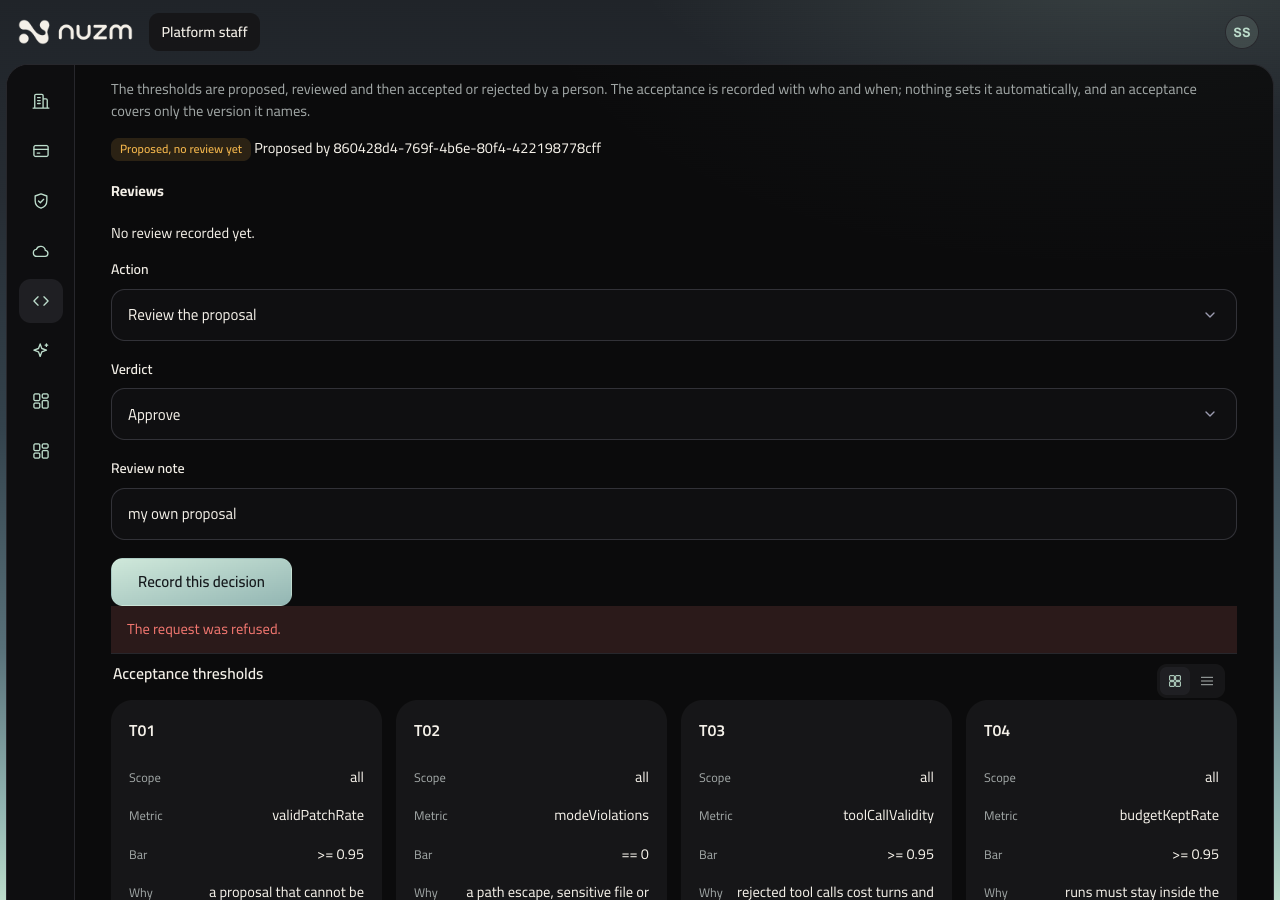 nuzm
Platform staff
SS
The thresholds are proposed, reviewed and then accepted or rejected by a person. The acceptance is recorded with who and when; nothing sets it automatically, and an acceptance
covers only the version it names.
Proposed, no review yet Proposed by 860428d4-769f-4b6e-80f4-422198778cff
Reviews
No review recorded yet.
Action
Review the proposal
Verdict
Approve
Review note
my own proposal
Record this decision
The request was refused.
Acceptance thresholds
T01 T02 T03 T04
Scope all Scope all Scope all Scope all
Metric validPatchRate Metric modeViolations Metric toolCallValidity Metric budgetKeptRate
Bar >= 0.95 Bar == 0 Bar >= 0.95 Bar >= 0.95
Why a proposal that cannot be Why a path escape, sensitive file or Why rejected tool calls cost turns and Why runs must stay inside the